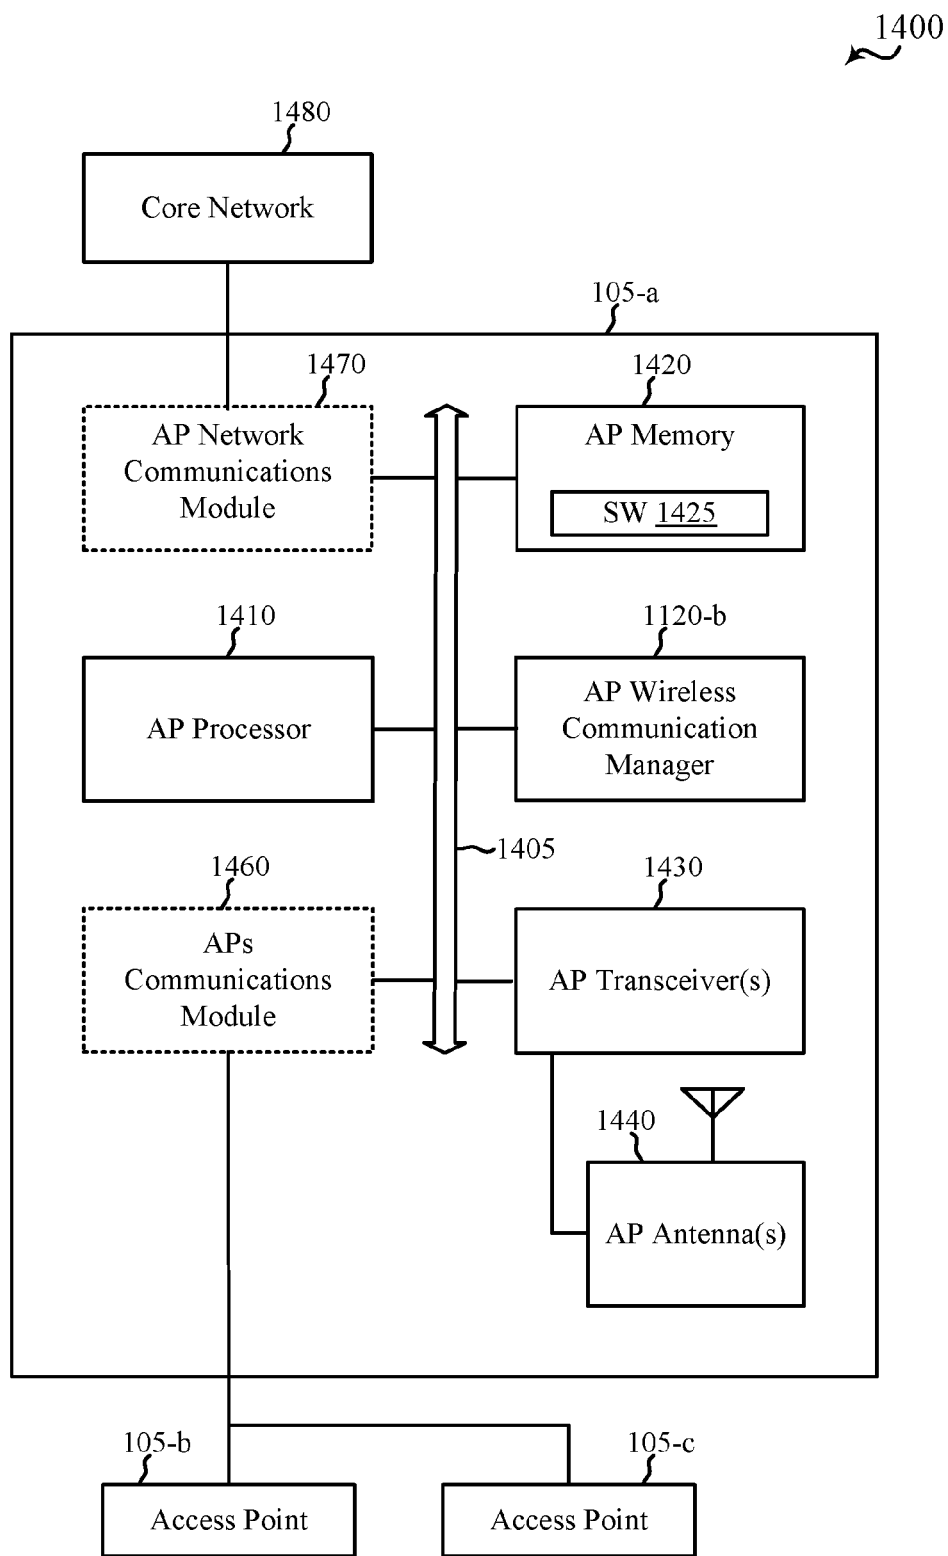 1400
1480
Core Network
105-a
1470
AP Network
Communications
Module
1420
AP Memory
SW 1425
1410
AP Processor
1120-b
AP Wireless
Communication
Manager
1405
1460
APs
Communications
Module
1430
AP Transceiver(s)
1440
AP Antenna(s)
105-b
Access Point
105-c
Access Point